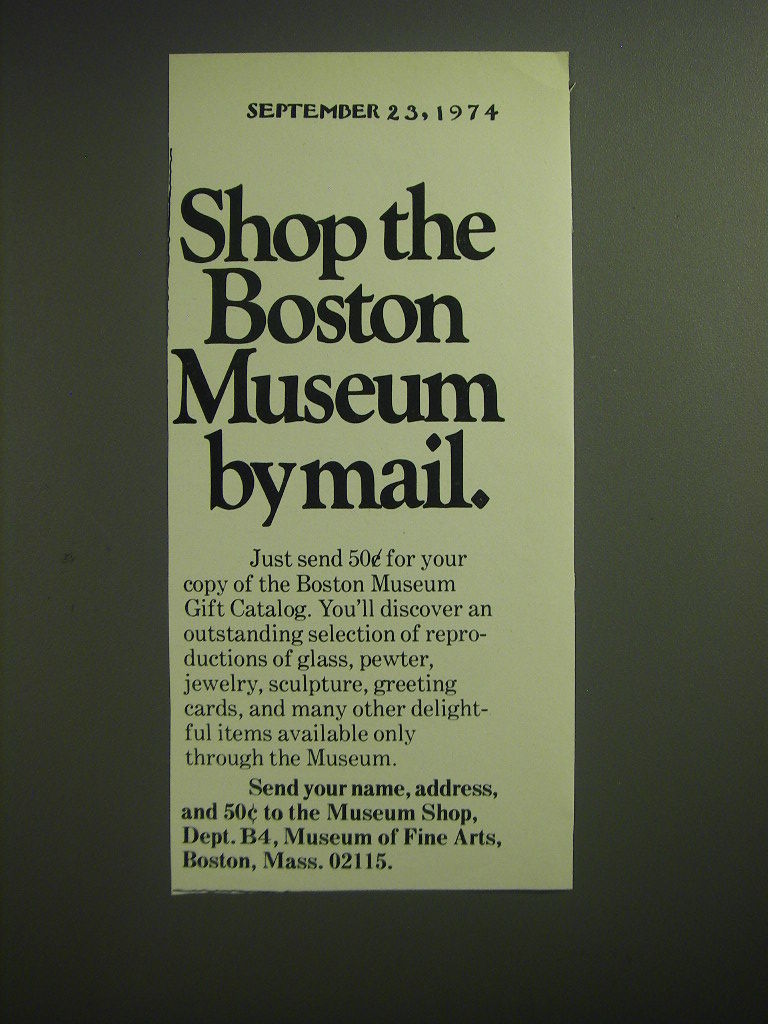 SEPTEMBER 23, 1974
Shop the
Boston
Museum
by mail.
Just send 50¢ for your
copy of the Boston Museum
Gift Catalog. You'll discover an
outstanding selection of repro-
ductions of glass, pewter,
jewelry, sculpture, greeting
cards, and many other delight-
ful items available only
through the Museum.
Send your name, address,
and 50¢ to the Museum Shop,
Dept. B4, Museum of Fine Arts,
Boston, Mass. 02115.